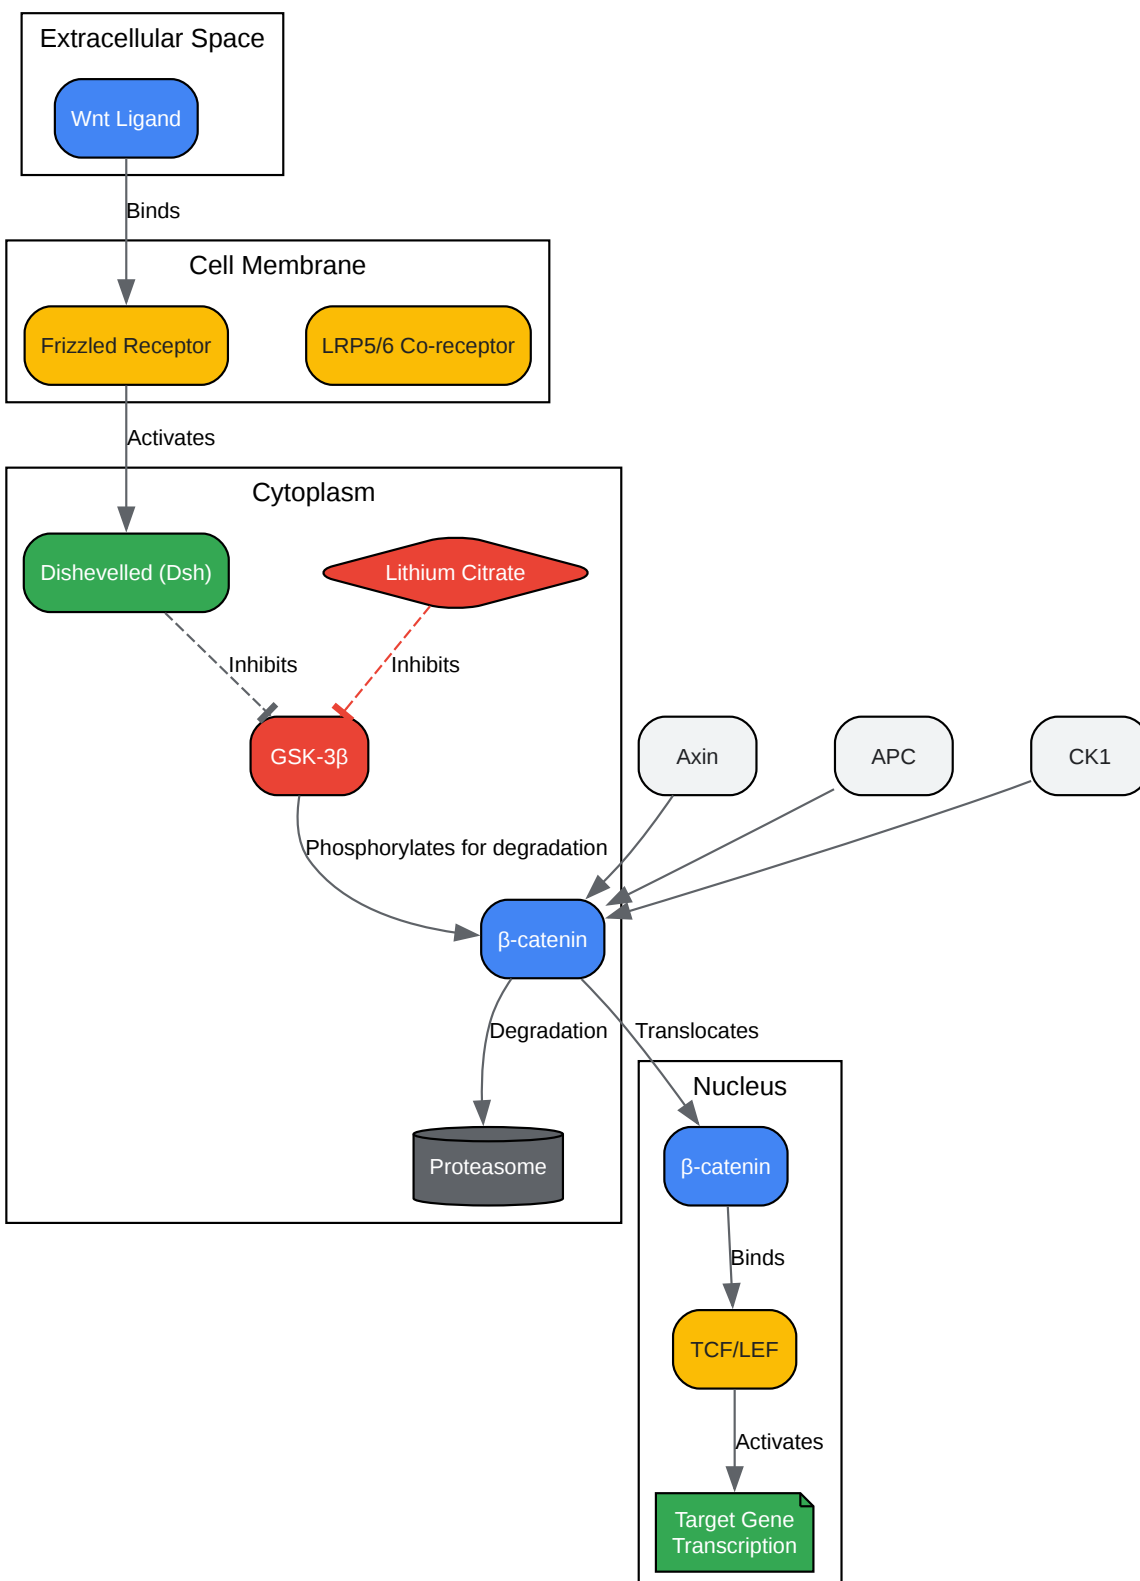 Extracellular Space
Wnt Ligand
Binds
Cell Membrane
Frizzled Receptor
LRP5/6 Co-receptor
Activates
Cytoplasm
Dishevelled (Dsh)
Lithium Citrate
Inhibits
Inhibits
GSK-3β
Axin
APC
CK1
Phosphorylates for degradation
β-catenin
Degradation
Translocates
Nucleus
Proteasome
β-catenin
Binds
TCF/LEF
Activates
Target Gene
Transcription